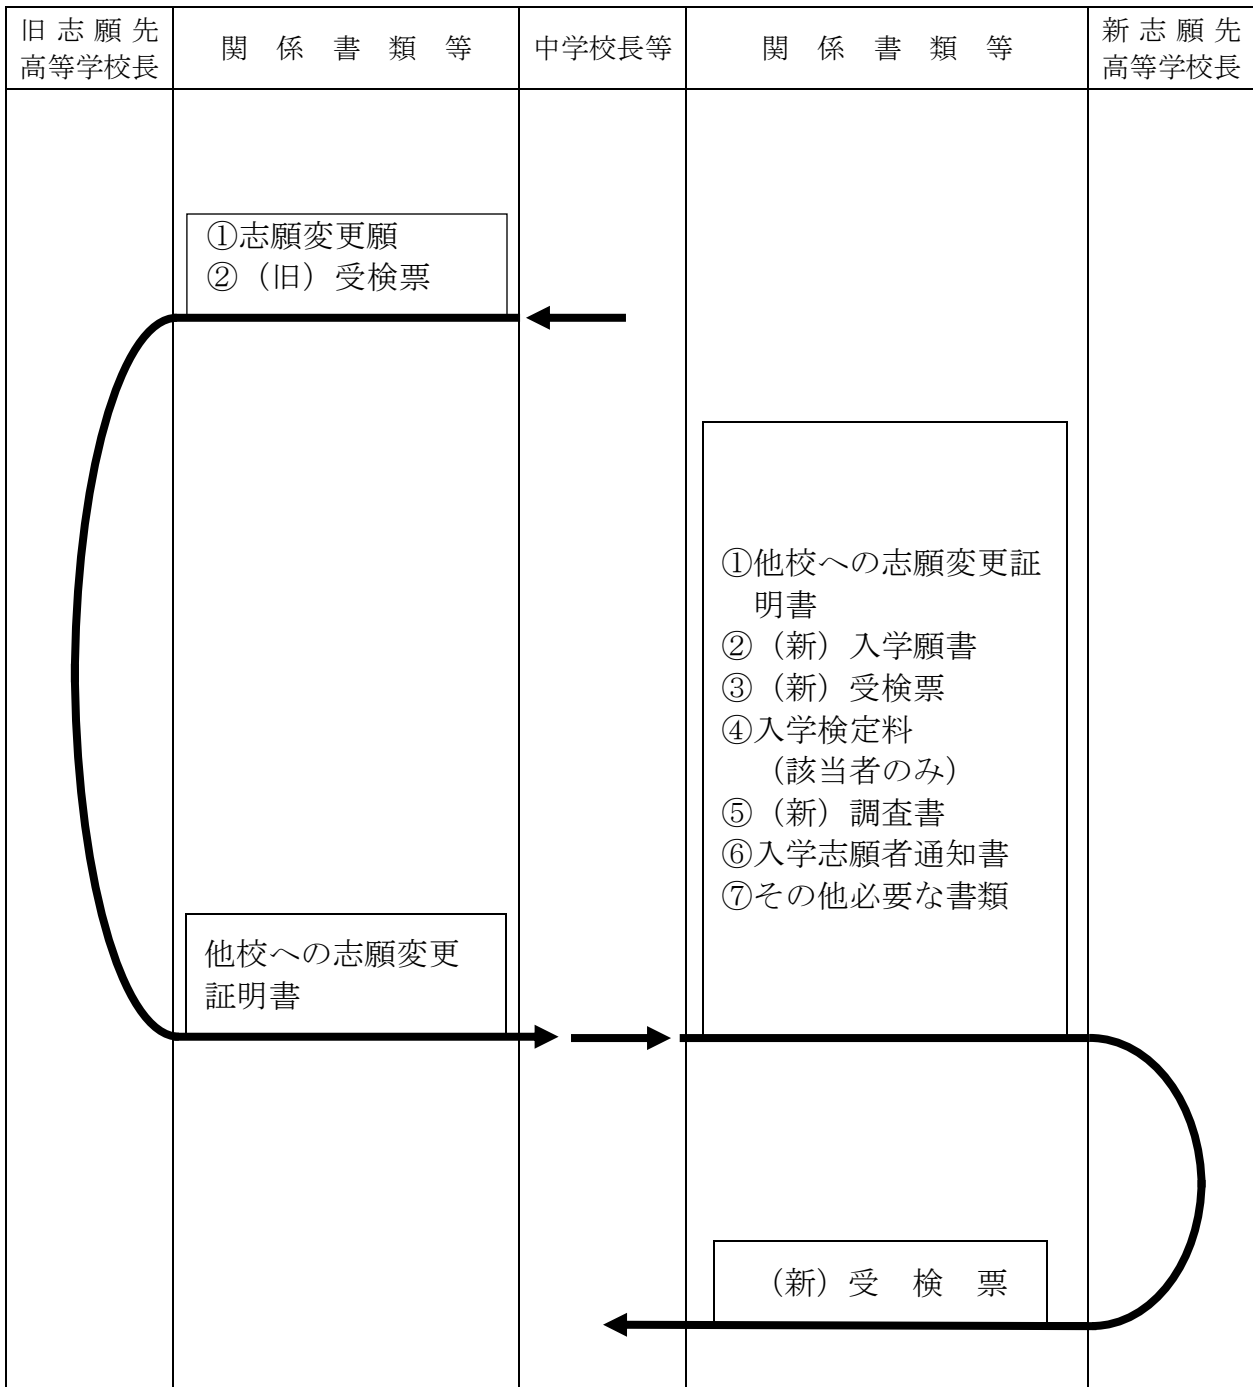 旧志願先
高等学校長
関係書類等
中学校長等
関係書類等
新志願先
高等学校長
①志願変更願
②（旧）受検票
①他校への志願変更証
明書
②（新）入学願書
③（新）受検票
④入学検定料
（該当者のみ）
⑤（新）調査書
⑥入学志願者通知書
⑦その他必要な書類
他校への志願変更
証明書
（新）受検票